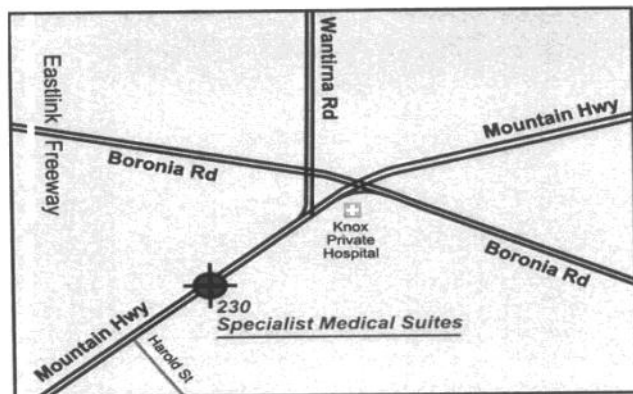 Eastlink Freeway
Wantirna Rd
Mountain Hwy
Boronia Rd
Knox
Private
Hospital
Boronia Rd
230
Specialist Medical Suites
Mountain Hwy
Harold St